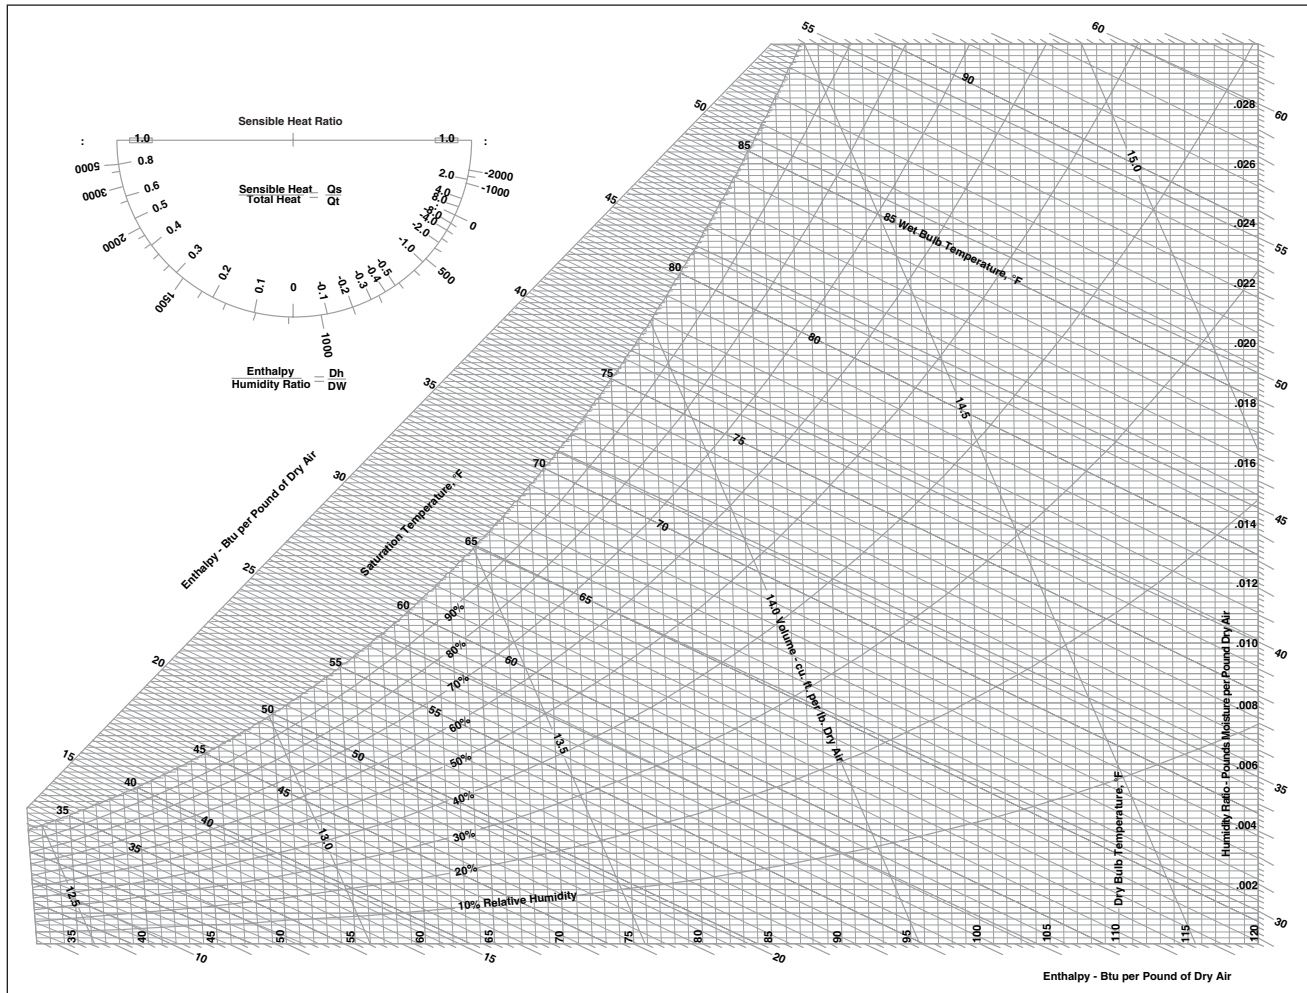 Sensible Heat Ratio
1.0 1.0
: :
5000 0.8 2.0 -2000
3000 0.6 4.0 -1000
Sensible Heat Qs
Total Heat Qt
8.0
-8.0
0.5 -4.0 0
2000 0.4 -2.0
0.3 -1.0
0.2 0.1 0 -0.1 -0.2 -0.3 -0.4 -0.5 500
1500
1000
Enthalpy Dh
Humidity Ratio DW
Enthalpy - Btu per Pound of Dry Air
15 20 25 30 35 40 45 50 55 60
Saturation Temperature, °F
35 40 45 50 55 60 65 70 75 80 85
85 Wet Bulb Temperature, °F
35 40 45 50 55 60 65 70 75 80 90
90%
80%
70%
60%
50%
40%
30%
20%
10% Relative Humidity
12.5 13.0 13.5
14.0 Volume - cu. ft. per lb. Dry Air
14.5 15.0
.028
.026
.024
.022
.020
.018
.016
.014
.012
.010
.008
.006
.004
.002
Humidity Ratio - Pounds Moisture per Pound Dry Air
60
55
50
45
40
35
30
Dry Bulb Temperature, °F
35 40 45 50 55 60 65 70 75 80 85 90 95 100 105 110 115 120
10 15 20
Enthalpy - Btu per Pound of Dry Air